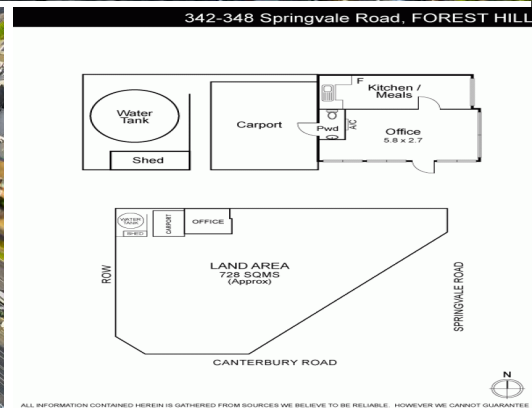 342-348 Springvale Road, FOREST HILL
F
Kitchen /
Meals
Water
Tank
Carport
Pwd
A/C
Office
5.8 x 2.7
Shed
WATER
TANK
SHED
CARPORT
OFFICE
LAND AREA
728 SQMS
(Approx)
ROW
SPRINGVALE ROAD
CANTERBURY ROAD
N
ALL INFORMATION CONTAINED HEREIN IS GATHERED FROM SOURCES WE BELIEVE TO BE RELIABLE. HOWEVER WE CANNOT GUARANTEE